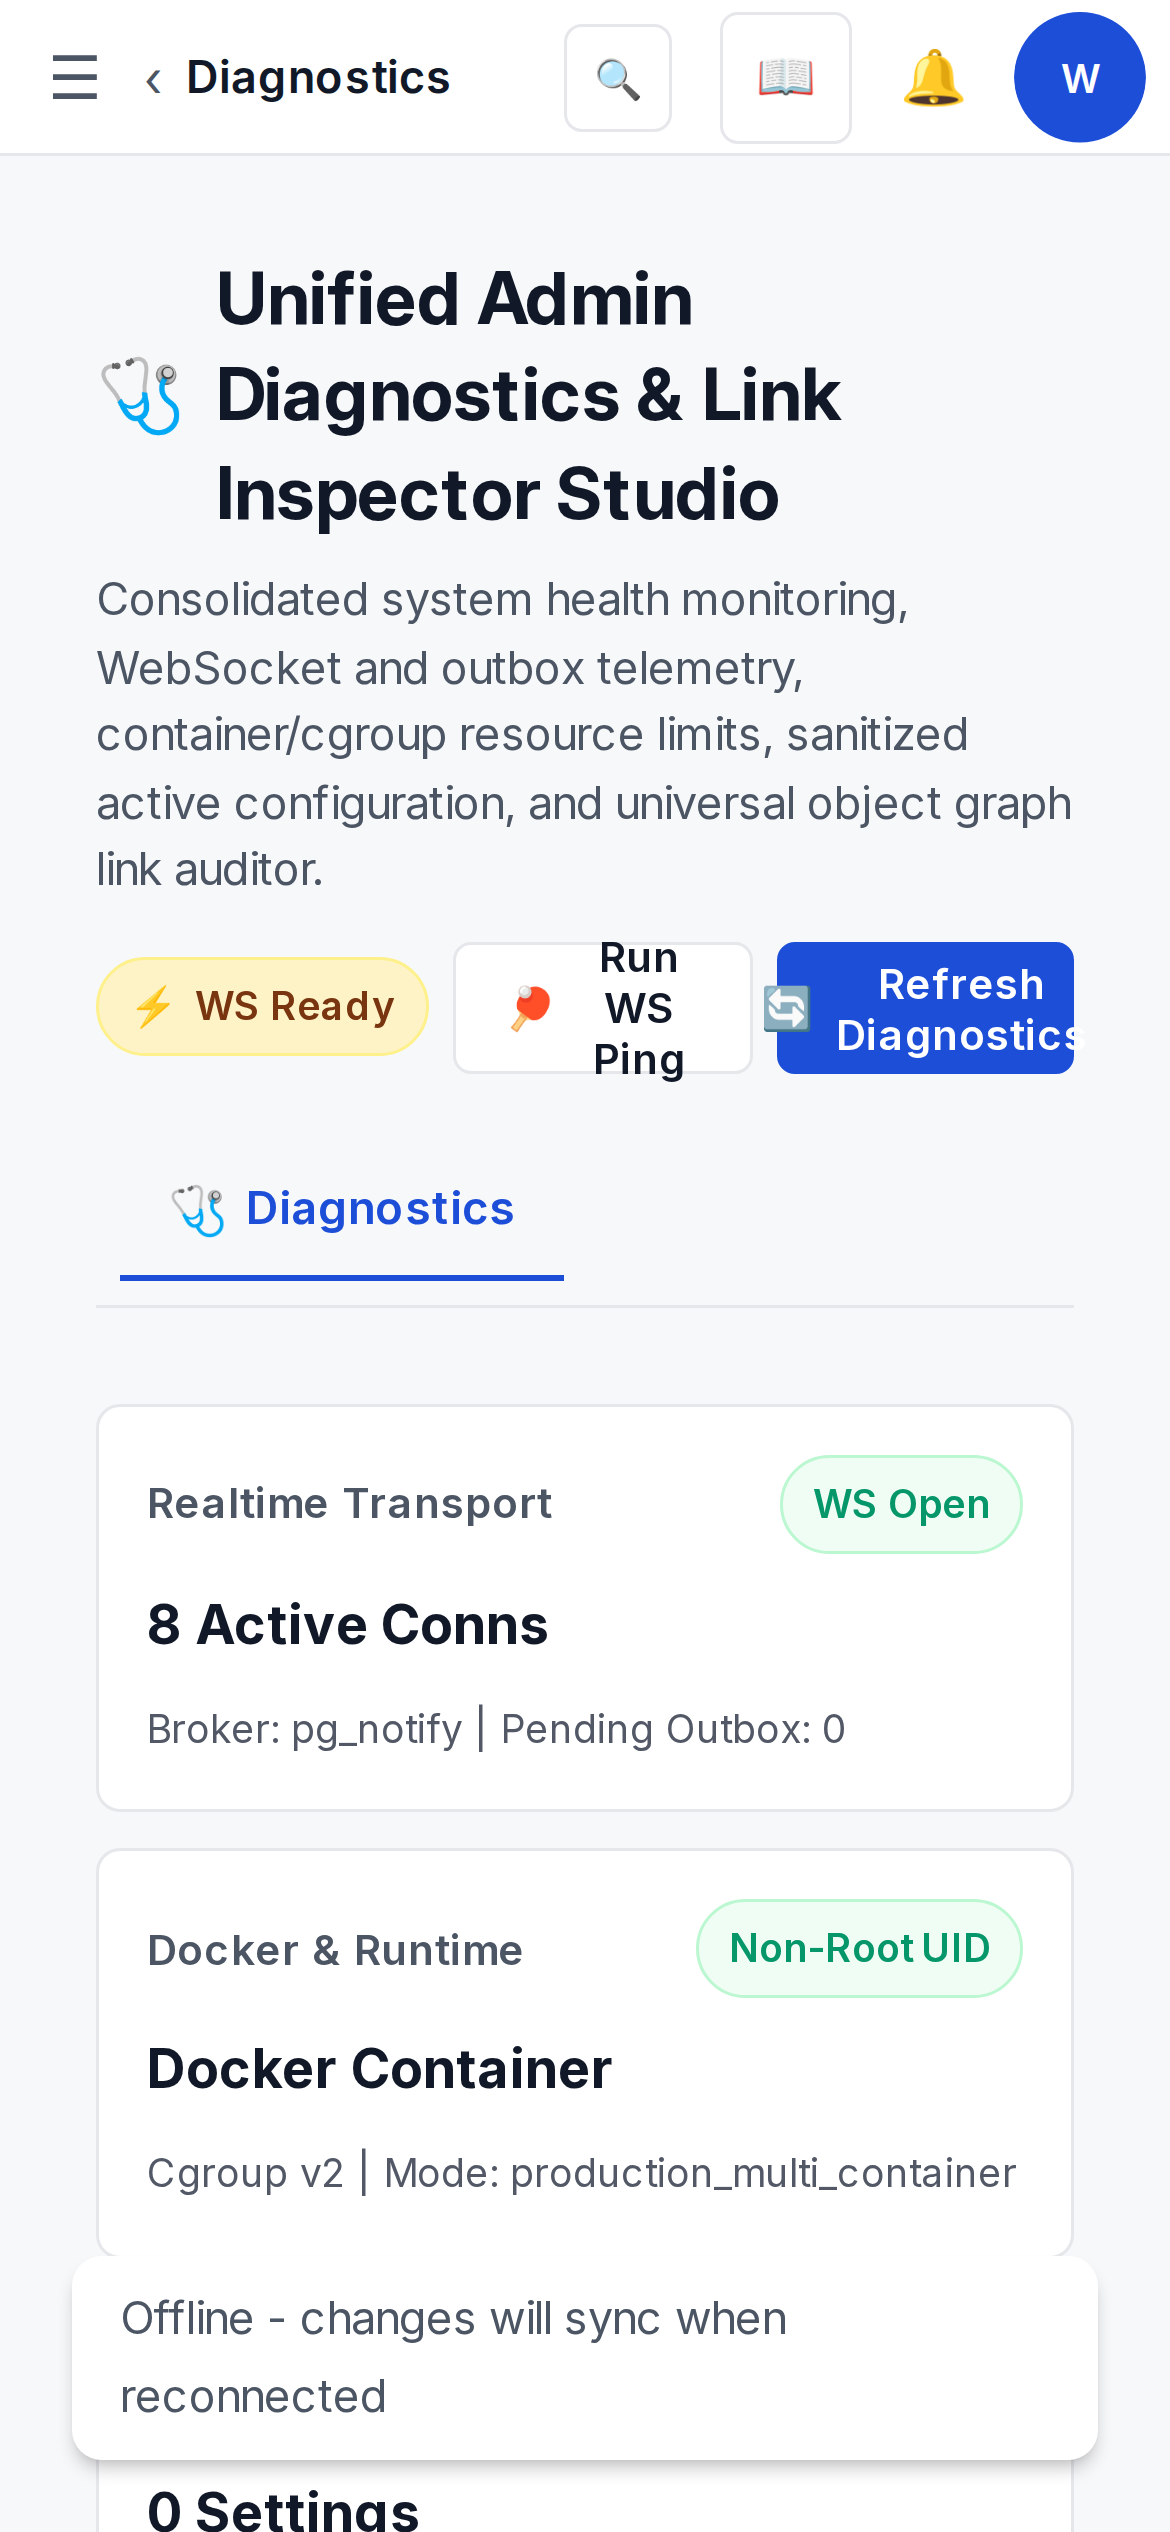 Diagnostics
W
Unified Admin
Diagnostics & Link
Inspector Studio
Consolidated system health monitoring,
WebSocket and outbox telemetry,
container/cgroup resource limits, sanitized
active configuration, and universal object graph
link auditor.
WS Ready
Run
WS
Ping
Refresh
Diagnostics
Diagnostics
Realtime Transport
WS Open
8 Active Conns
Broker: pg_notify | Pending Outbox: 0
Docker & Runtime
Non-Root UID
Docker Container
Cgroup v2 | Mode: production_multi_container
Offline - changes will sync when
reconnected
0 Settings